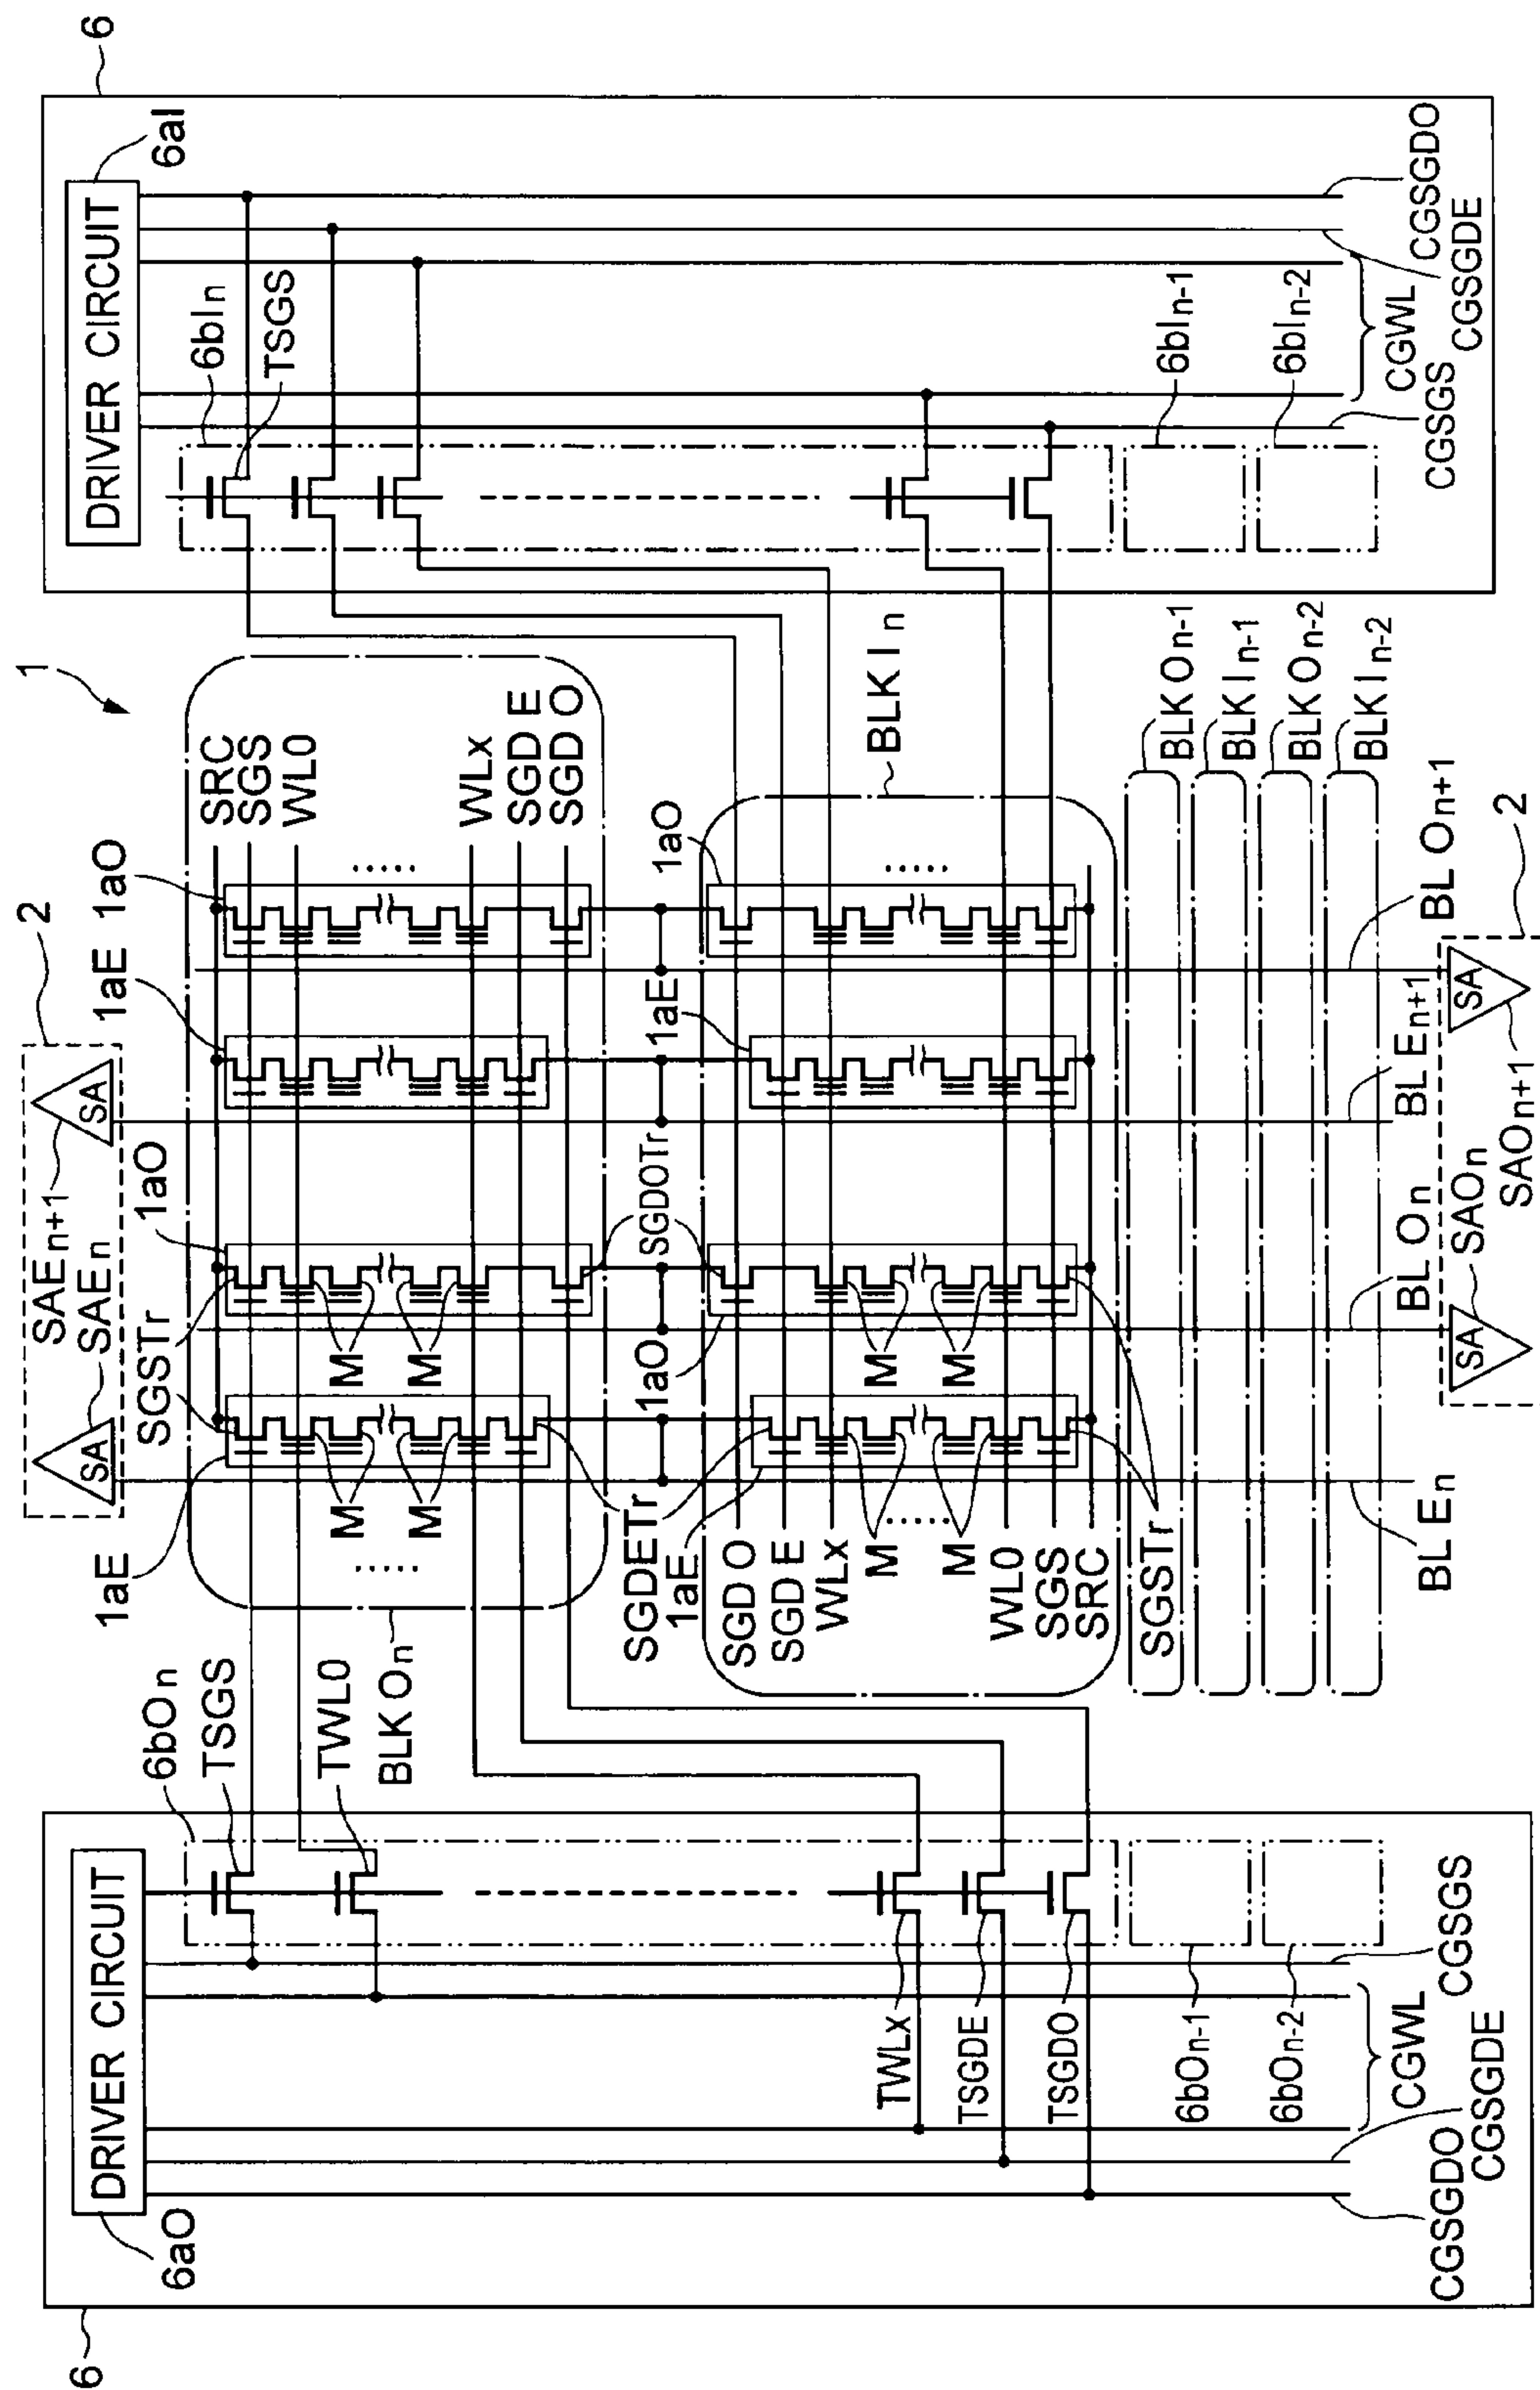 6
DRIVER CIRCUIT
6aO
6bOn
TSGS
TWL0
TWLx
TSGDE
TSGDO
6bOn-1
6bOn-2
CGSGDO
CGSGDE
CGWL
CGSGS
1
2
SAEn+1
SAEn
SA
SA
1aE
SGSTr
1aO
1aE
1aO
SRC
SGS
WL0
WLx
SGD E
SGD O
.....
.....
M
M
M
M
BLK On
SGDETr
1aE
1aO
SGDOTr
1aE
1aO
BLK In
SGD O
SGD E
WLx
M
M
M
M
.....
.....
WL0
SGS
SRC
SGSTr
BLK On-1
BLK In-1
BLK On-2
BLK In-2
BL En
BL On
BL En+1
BL On+1
SA
SA
SAOn
SAOn+1
2
6
DRIVER CIRCUIT
6aI
6bIn
TSGS
6bIn-1
6bIn-2
CGSGS
CGWL
CGSGDE
CGSGDO